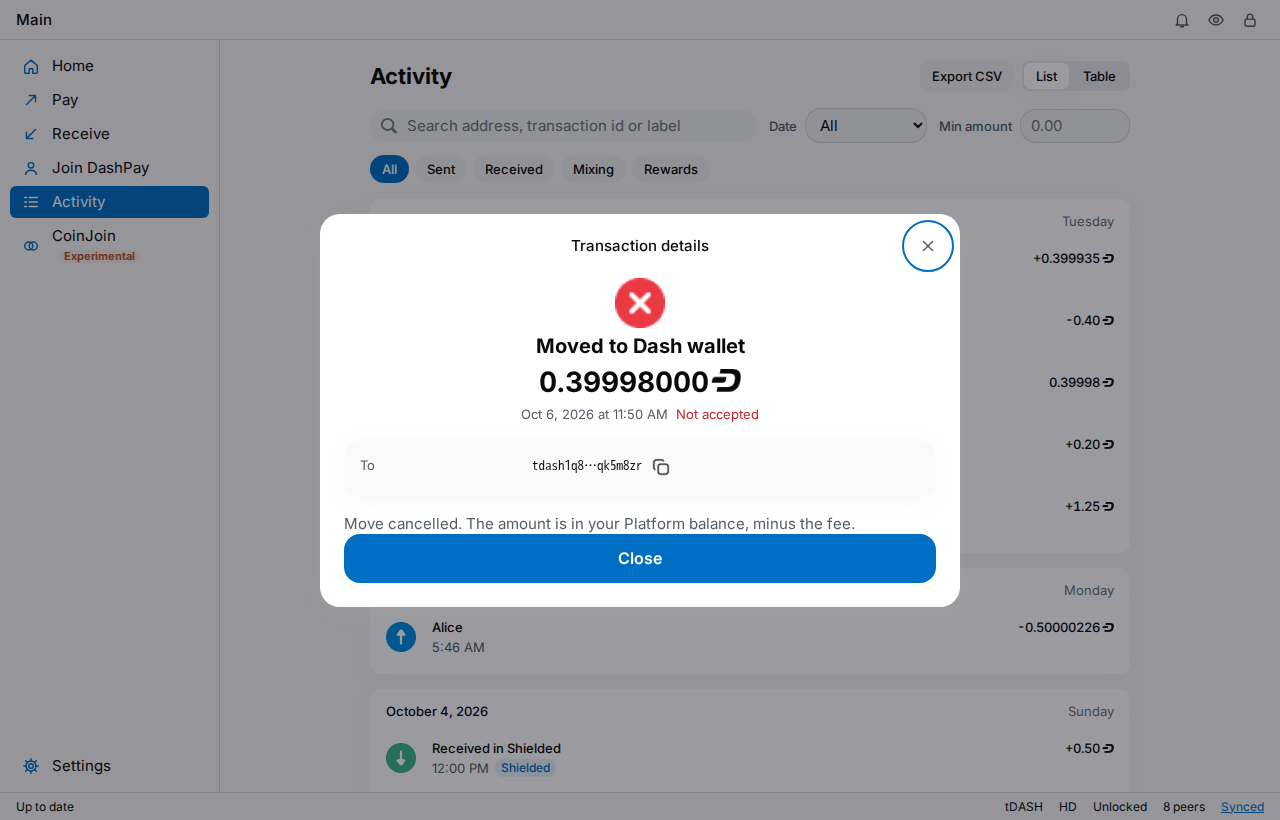 Main
Home
Pay
Receive
Join DashPay
Activity
CoinJoin
Experimental
Settings
Activity
Export CSV
List
Table
Search address, transaction id or label
Date
All
Min amount
0.00
All
Sent
Received
Mixing
Rewards
Tuesday
+0.399935
-0.40
0.39998
+0.20
+1.25
Transaction details
Moved to Dash wallet
0.39998000
Oct 6, 2026 at 11:50 AM Not accepted
To
tdash1q8···qk5m8zr
Move cancelled. The amount is in your Platform balance, minus the fee.
Close
Monday
Alice
-0.50000226
5:46 AM
October 4, 2026
Sunday
Received in Shielded
+0.50
12:00 PM Shielded
Up to date
tDASH
HD
Unlocked
8 peers
Synced